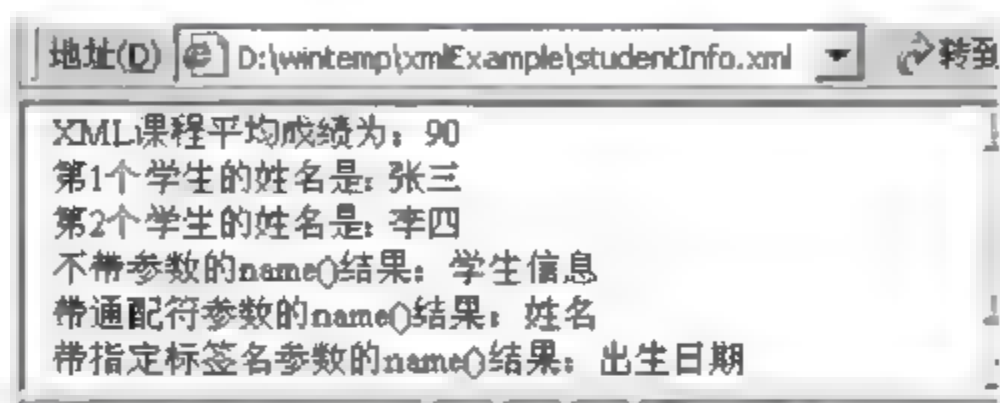 地址(D) D:\wintemp\xmlExample\studentInfo.xml 转到
XML课程平均成绩为：90
第1个学生的姓名是：张三
第2个学生的姓名是：李四
不带参数的name()结果：学生信息
带通配符参数的name()结果：姓名
带指定标签名参数的name()结果：出生日期